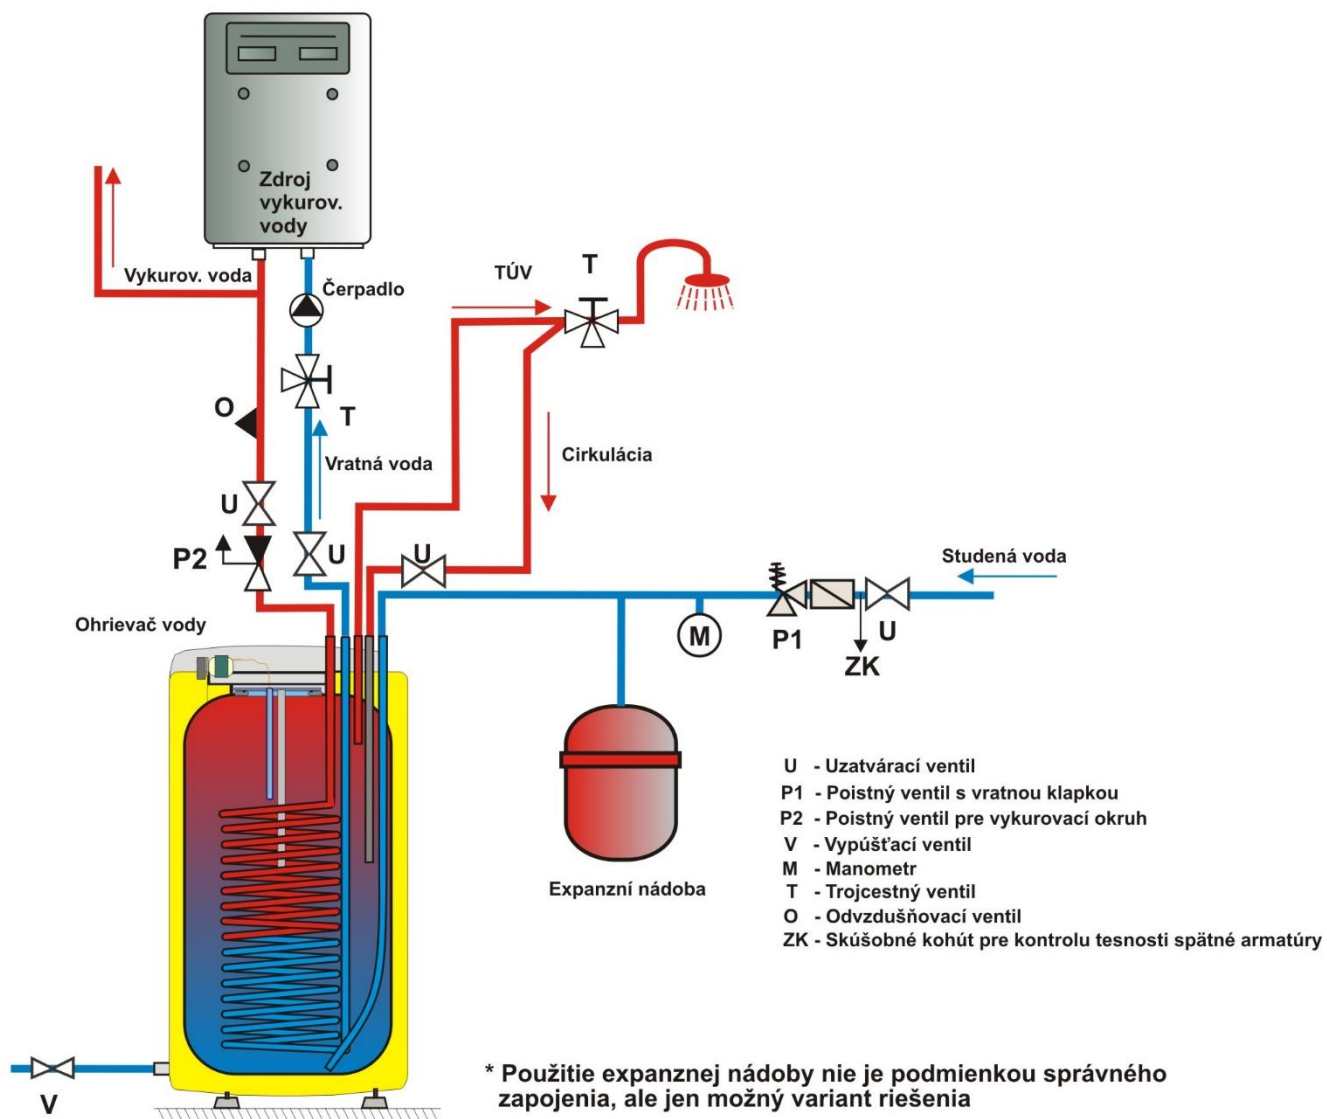 Zdroj
vykurov.
vody
Vykurov. voda
Čerpadlo
TÚV
T
O
T
Vratná voda
Cirkulácia
U
P2
U
U
Studená voda
Ohrievač vody
M
P1
U
ZK
U - Uzatvárací ventil
P1 - Poistný ventil s vratnou klapkou
P2 - Poistný ventil pre vykurovací okruh
V - Vypúšťací ventil
M - Manometr
T - Trojcestný ventil
O - Odvzdušňovací ventil
ZK - Skúšobné kohút pre kontrolu tesnosti spätné armatúry
Expanzní nádoba
V
* Použitie expanznej nádoby nie je podmienkou správného
zapojenia, ale jen možný variant riešenia